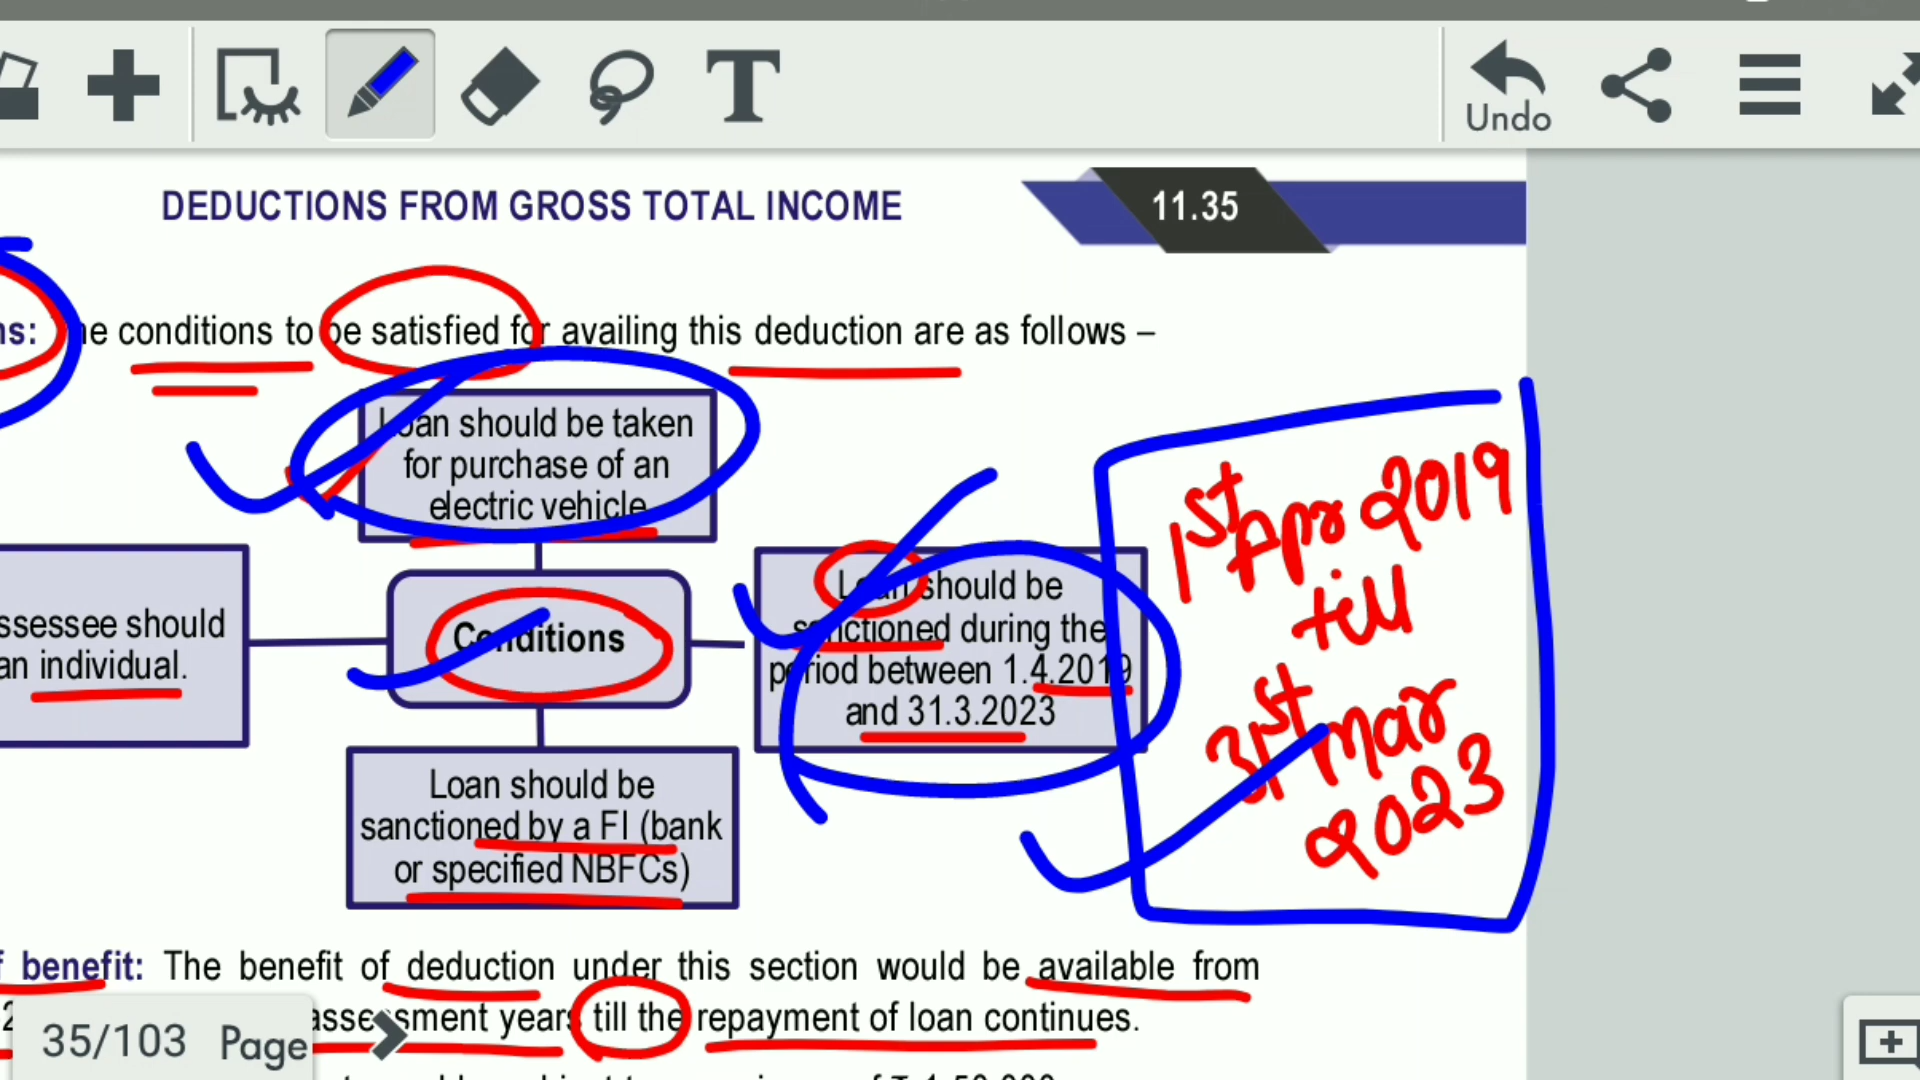 Undo
DEDUCTIONS FROM GROSS TOTAL INCOME
11.35
ns: The conditions to be satisfied for availing this deduction are as follows –
Loan should be taken
for purchase of an
electric vehicle
ssessee should
an individual.
Conditions
Loan should be
sanctioned during the
period between 1.4.2019
and 31.3.2023
1st Apr 2019
till
31st Mar
2023
Loan should be
sanctioned by a FI (bank
or specified NBFCs)
f benefit: The benefit of deduction under this section would be available from
assessment years till the repayment of loan continues.
35/103 Page